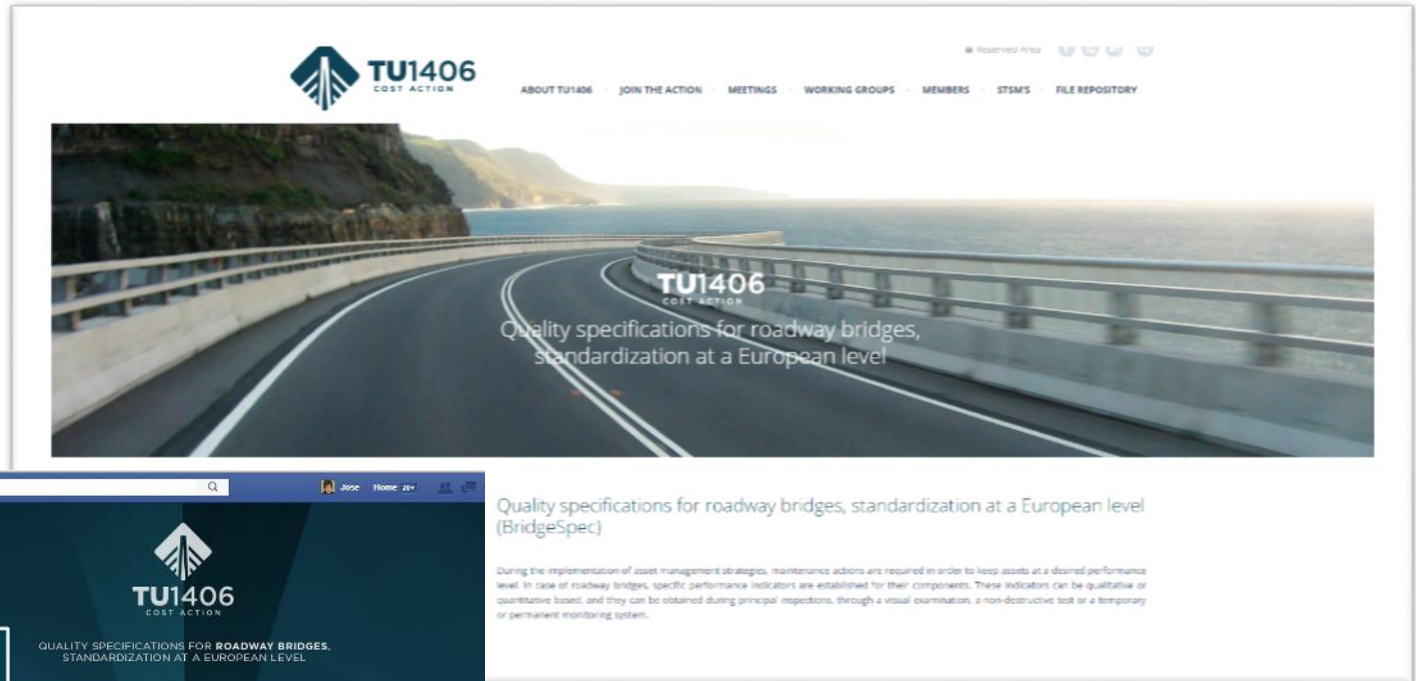 Reserved Area
TU1406
COST ACTION
ABOUT TU1406 JOIN THE ACTION MEETINGS WORKING GROUPS MEMBERS STSM'S FILE REPOSITORY
TU1406
COST ACTION
Quality specifications for roadway bridges,
standardization at a European level
Jose Home 20+
TU1406
COST ACTION
QUALITY SPECIFICATIONS FOR ROADWAY BRIDGES,
STANDARDIZATION AT A EUROPEAN LEVEL
Quality specifications for roadway bridges, standardization at a European level
(BridgeSpec)
During the implementation of asset management strategies, maintenance actions are required in order to keep assets at a desired performance
level. In case of roadway bridges, specific performance indicators are established for their components. These indicators can be qualitative or
quantitative based, and they can be obtained during principal inspections, through a visual examination, a non-destructive test or a temporary
or permanent monitoring system.